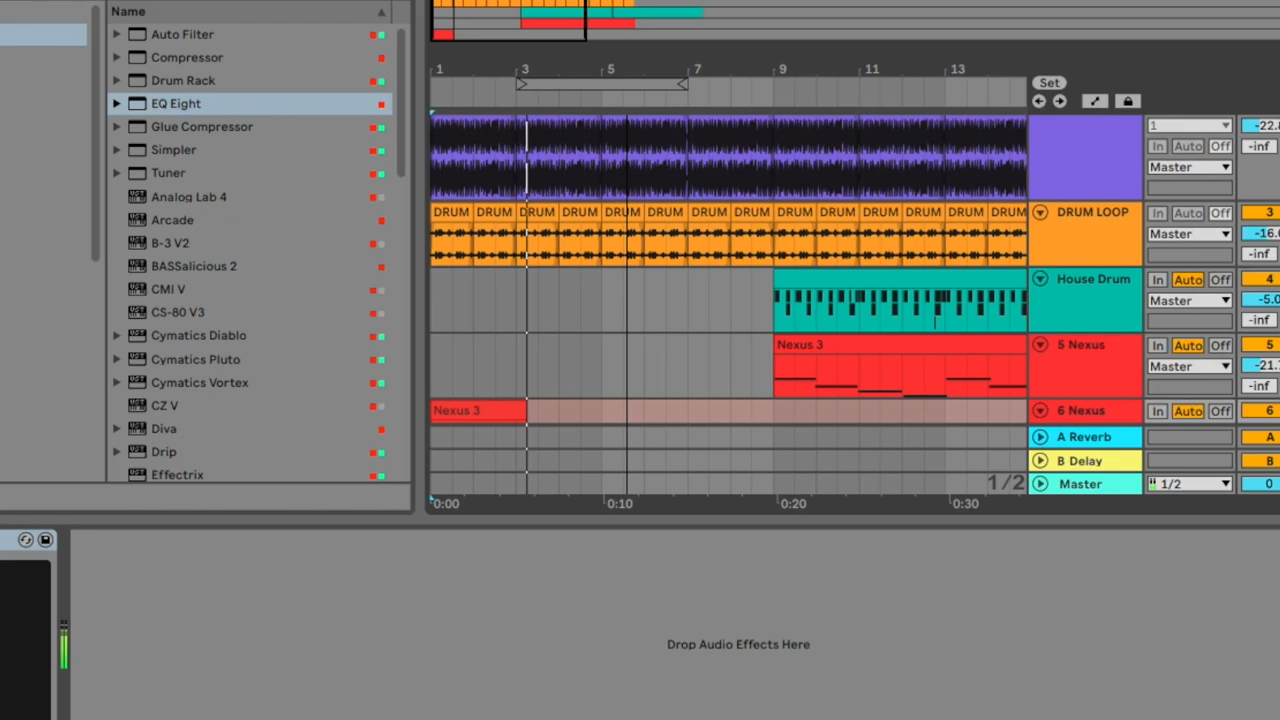 Name
Auto Filter
Compressor
Drum Rack
EQ Eight
Glue Compressor
Simpler
Tuner
Analog Lab 4
Arcade
B-3 V2
BASSalicious 2
CMI V
CS-80 V3
Cymatics Diablo
Cymatics Pluto
Cymatics Vortex
CZ V
Diva
Drip
Effectrix
1 3 5 7 9 11 13
Set
1 -22.
In Auto Off -inf
Master
DRUM DRUM DRUM DRUM DRUM DRUM DRUM DRUM DRUM DRUM DRUM DRUM DRUM DRUM DRUM LOOP In Auto Off 3
Master -16.
-inf
House Drum In Auto Off 4
Master -5.
-inf
Nexus 3 5 Nexus In Auto Off 5
Master -21.
-inf
Nexus 3 6 Nexus In Auto Off 6
A Reverb A
B Delay B
1/2 Master 1/2 0
0:00 0:10 0:20 0:30
Drop Audio Effects Here